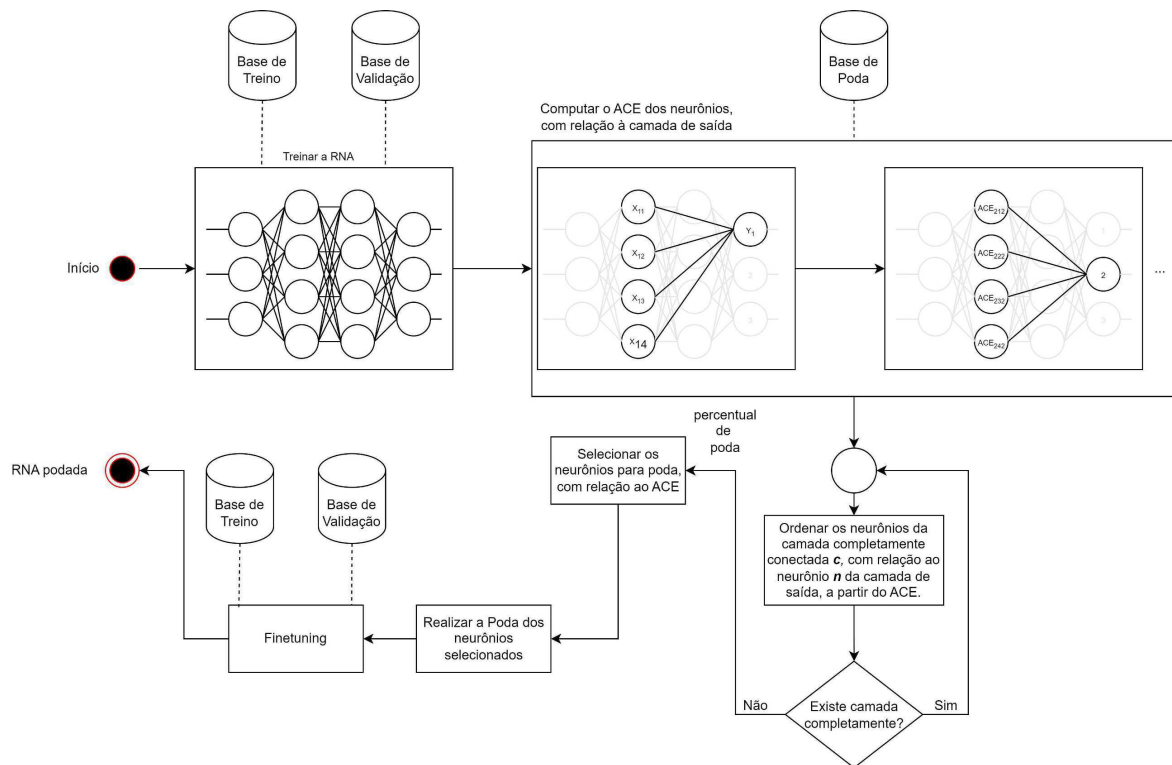 Base de
Treino
Base de
Validação
Base de
Poda
Computar o ACE dos neurônios,
com relação à camada de saída
Treinar a RNA
Início
X11
X12
X13
X14
Y1
2
3
ACE212
ACE222
ACE232
ACE242
1
2
3
...
percentual
de
poda
Selecionar os
neurônios para poda,
com relação ao ACE
RNA podada
Base de
Treino
Base de
Validação
Ordenar os neurônios da
camada completamente
conectada c, com relação ao
neurônio n da camada de
saída, a partir do ACE.
Finetuning
Realizar a Poda dos
neurônios
selecionados
Não
Existe camada
completamente?
Sim